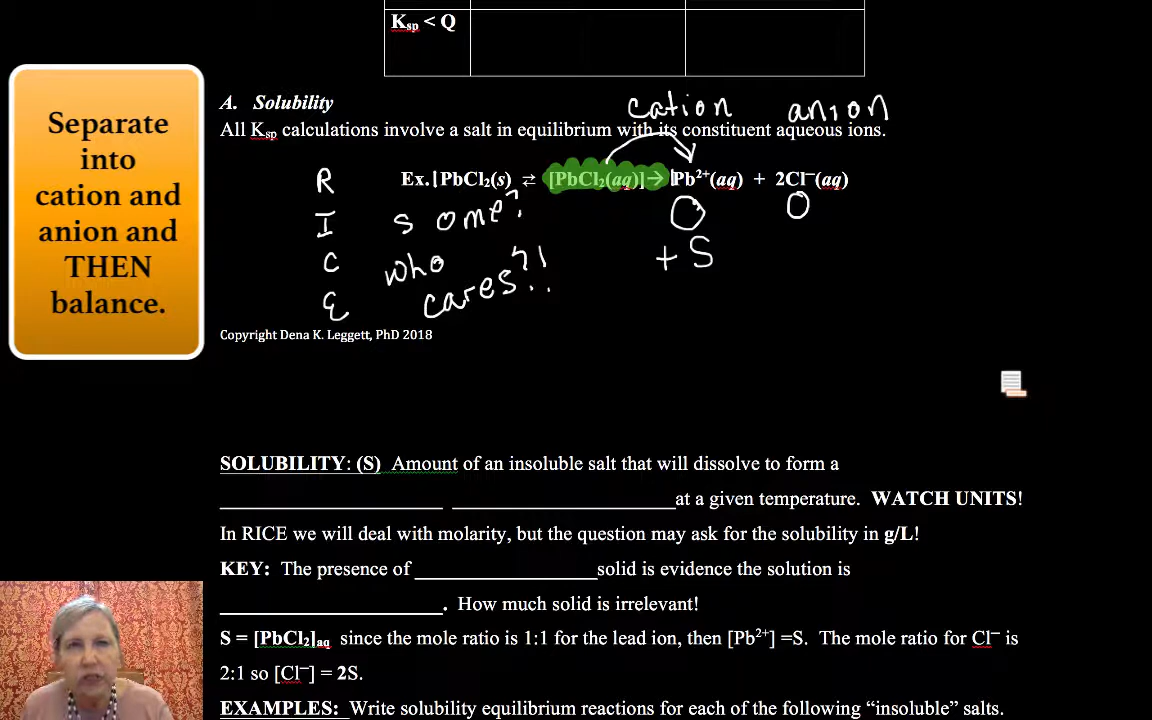 K_sp < Q
Separate
into
cation and
anion and
THEN
balance.
A. Solubility
cation anion
All K_sp calculations involve a salt in equilibrium with its constituent aqueous ions.
R Ex. PbCl₂(s) ⇄ [PbCl₂(aq)]→ Pb²⁺(aq) + 2Cl⁻(aq)
I some? O O
C who + S
E cares?!
Copyright Dena K. Leggett, PhD 2018
SOLUBILITY: (S) Amount of an insoluble salt that will dissolve to form a
____________________ ____________________at a given temperature. WATCH UNITS!
In RICE we will deal with molarity, but the question may ask for the solubility in g/L!
KEY: The presence of ________________solid is evidence the solution is
____________________. How much solid is irrelevant!
S = [PbCl₂]aq since the mole ratio is 1:1 for the lead ion, then [Pb²⁺] =S. The mole ratio for Cl⁻ is
2:1 so [Cl⁻] = 2S.
EXAMPLES: Write solubility equilibrium reactions for each of the following “insoluble” salts.